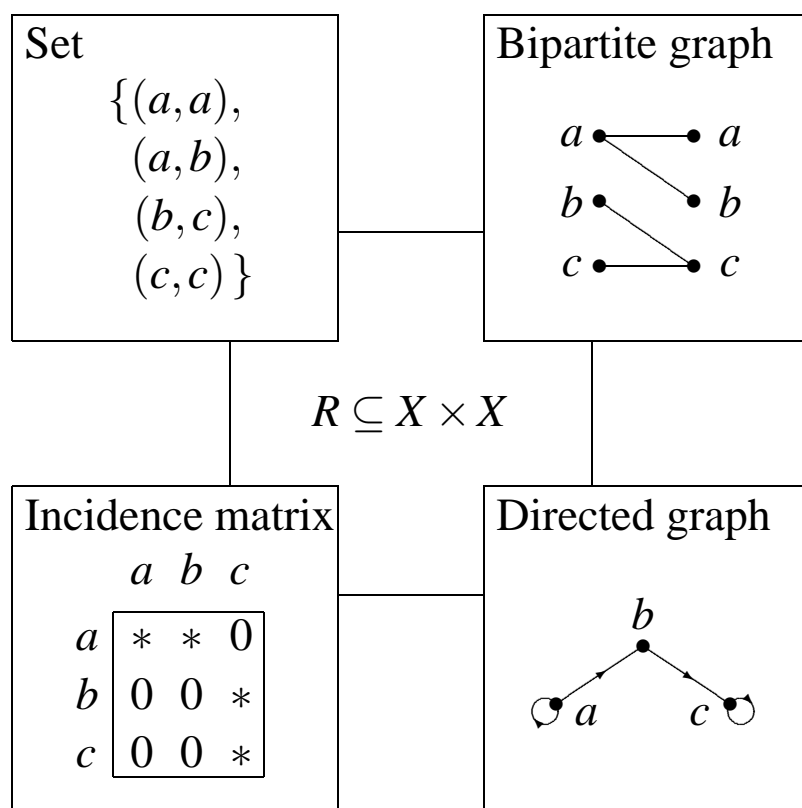 Set
{(a,a),
(a,b),
(b,c),
(c,c)}
Bipartite graph
a a
b b
c c
R ⊆ X × X
Incidence matrix
a b c
a * * 0
b 0 0 *
c 0 0 *
Directed graph
b
a c